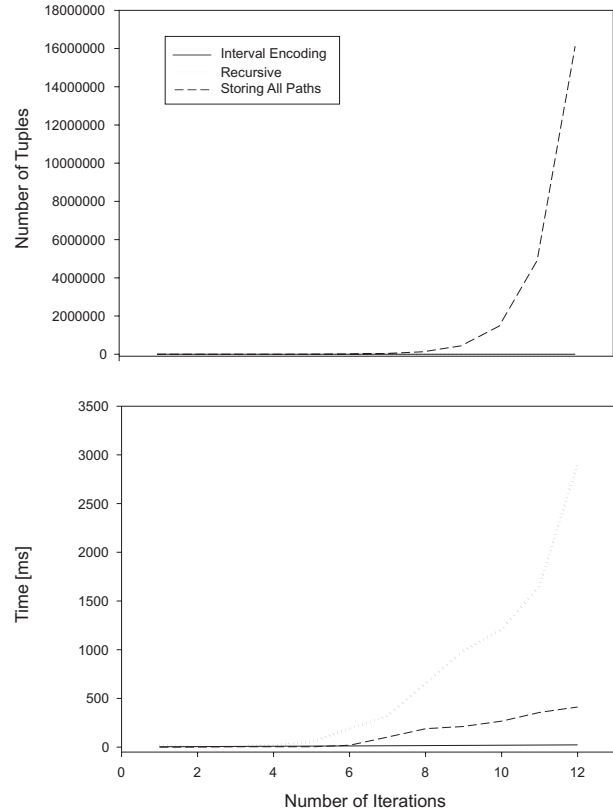 18000000
16000000
14000000
12000000
10000000
8000000
6000000
4000000
2000000
0
Number of Tuples
Interval Encoding
Recursive
Storing All Paths
3500
3000
2500
2000
1500
1000
500
0
Time [ms]
0 2 4 6 8 10 12
Number of Iterations